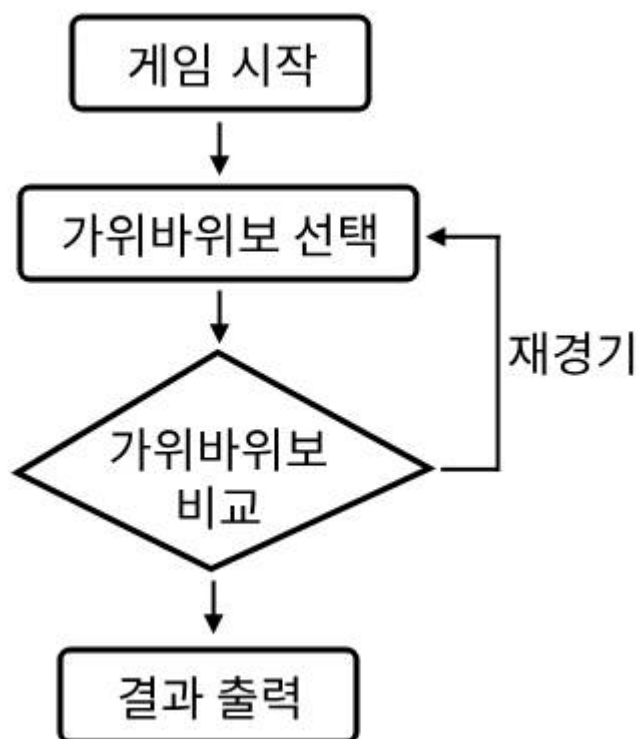 게임 시작
가위바위보 선택
재경기
가위바위보
비교
결과 출력